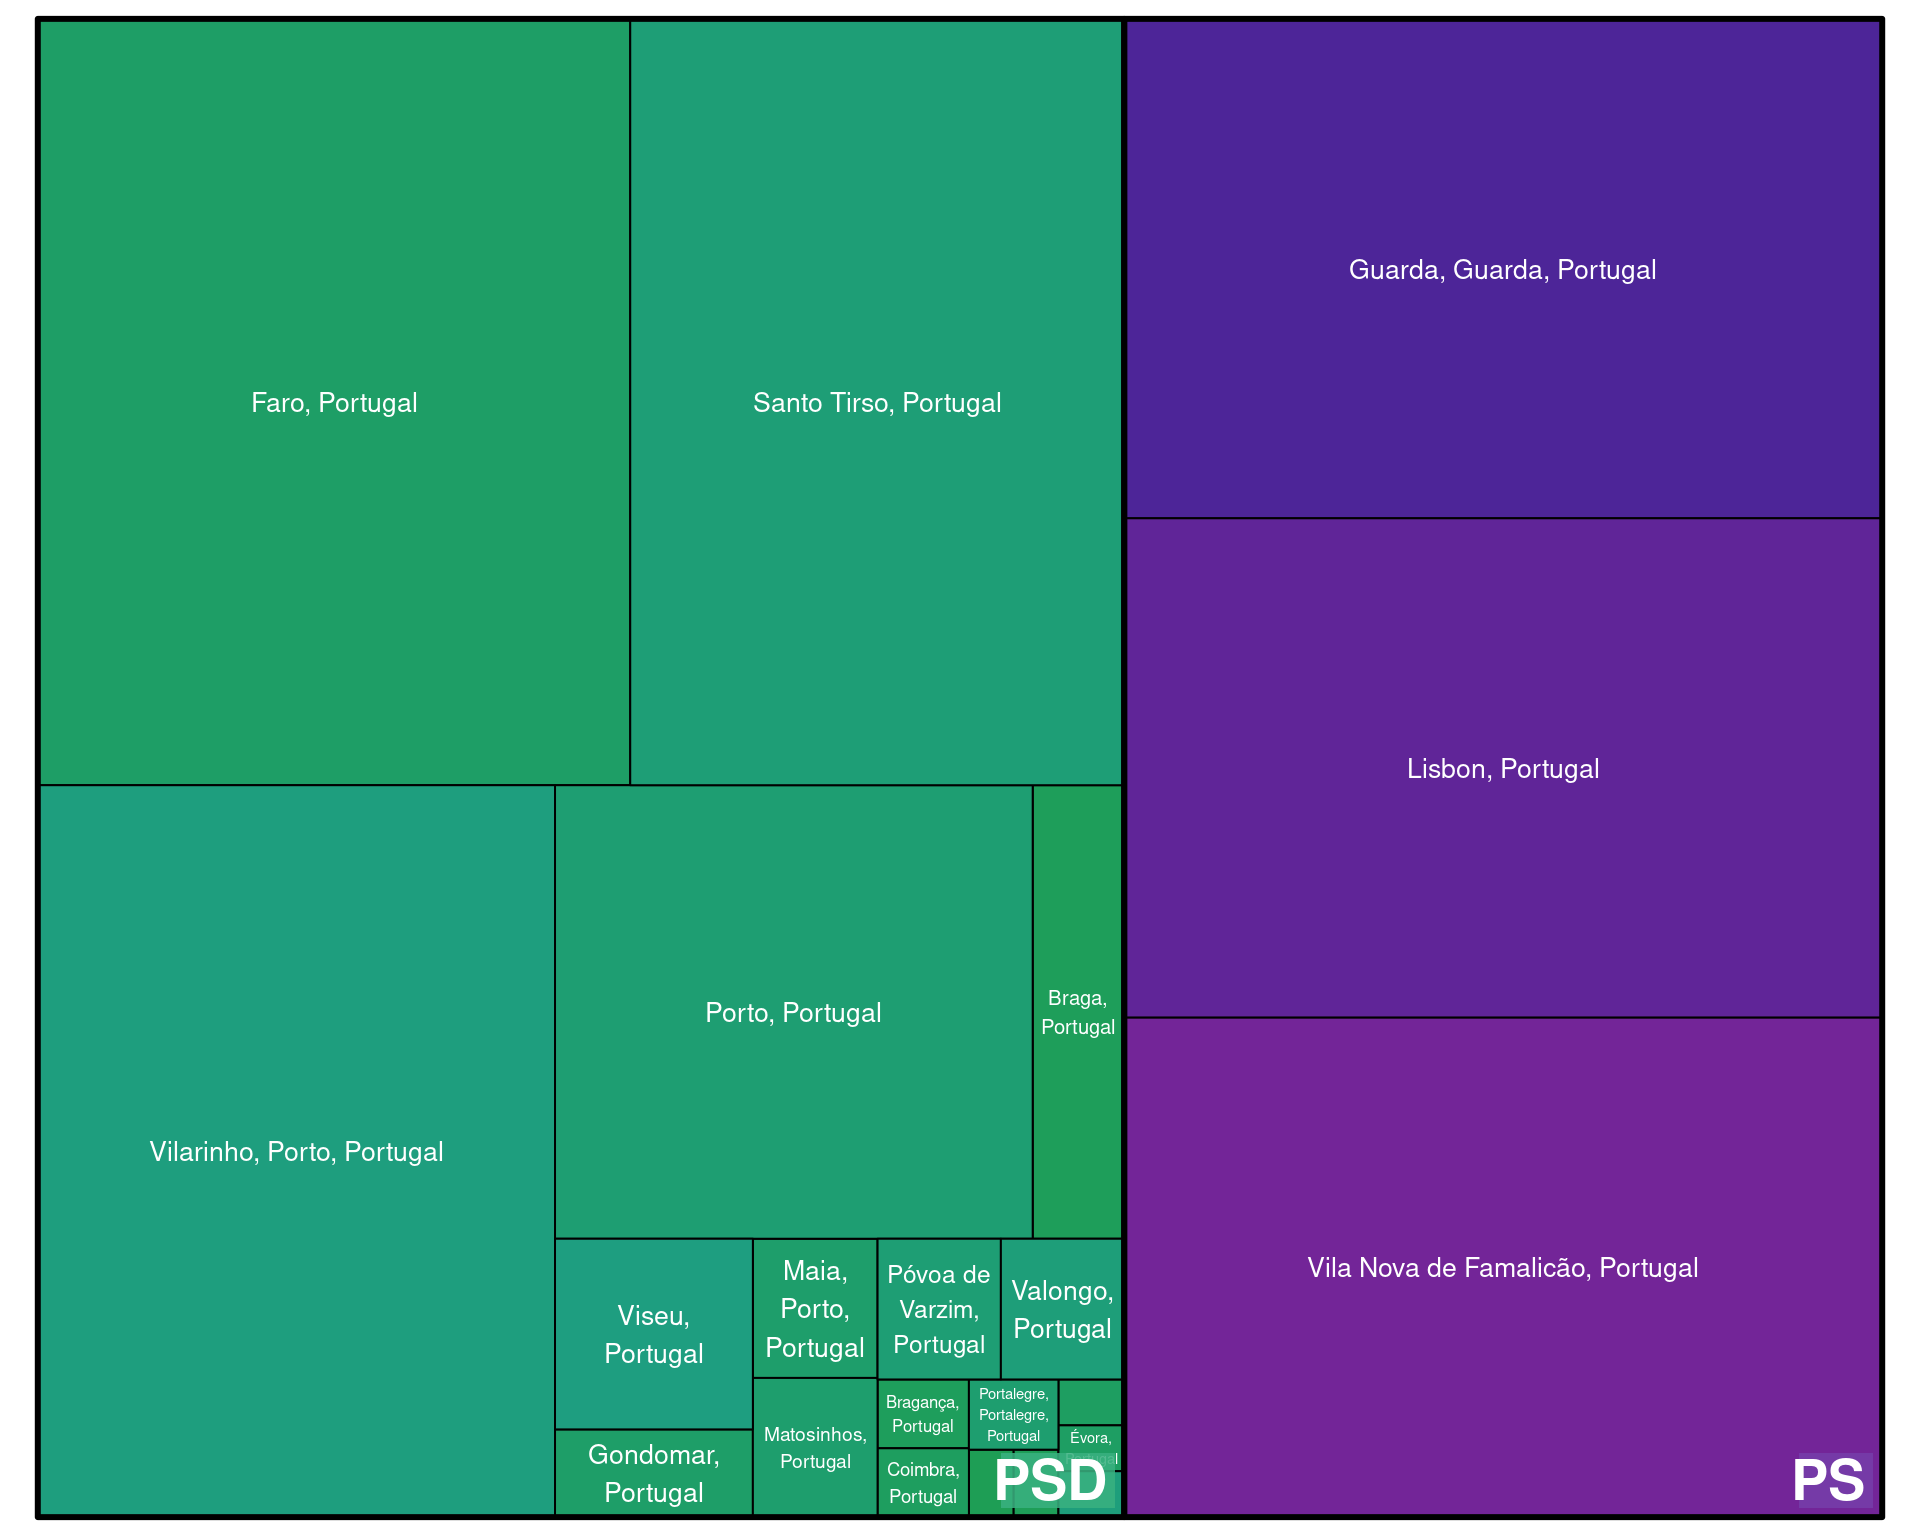 Faro, Portugal
Santo Tirso, Portugal
Guarda, Guarda, Portugal
Lisbon, Portugal
Vilarinho, Porto, Portugal
Porto, Portugal
Braga,
Portugal
Vila Nova de Famalicão, Portugal
Viseu,
Portugal
Maia,
Porto,
Portugal
Póvoa de
Varzim,
Portugal
Valongo,
Portugal
Gondomar,
Portugal
Matosinhos,
Portugal
Bragança,
Portugal
Portalegre,
Portalegre,
Portugal
Évora,
Portugal
Coimbra,
Portugal
PSD
PS